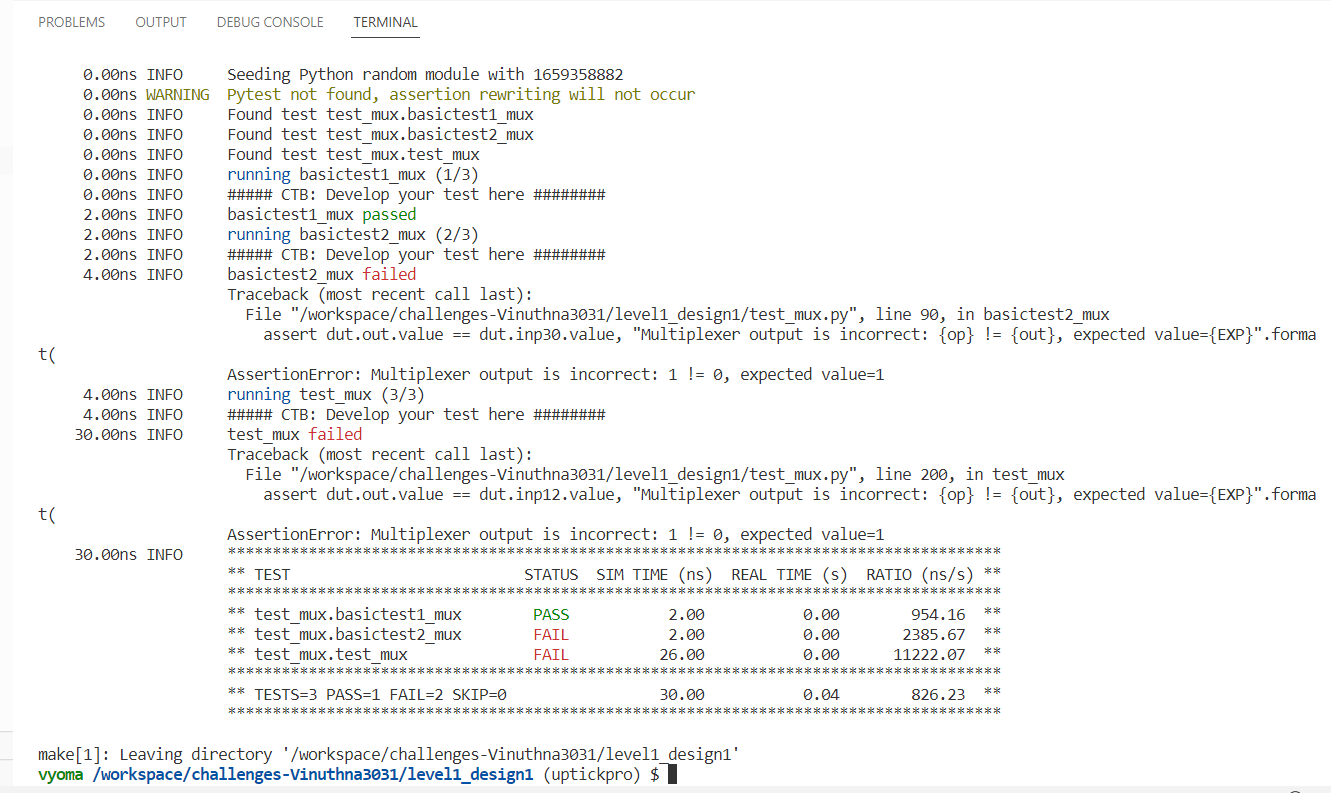 PROBLEMS OUTPUT DEBUG CONSOLE TERMINAL
0.00ns INFO Seeding Python random module with 1659358882
0.00ns WARNING Pytest not found, assertion rewriting will not occur
0.00ns INFO Found test test_mux.basictest1_mux
0.00ns INFO Found test test_mux.basictest2_mux
0.00ns INFO Found test test_mux.test_mux
0.00ns INFO running basictest1_mux (1/3)
0.00ns INFO ##### CTB: Develop your test here ########
2.00ns INFO basictest1_mux passed
2.00ns INFO running basictest2_mux (2/3)
2.00ns INFO ##### CTB: Develop your test here ########
4.00ns INFO basictest2_mux failed
Traceback (most recent call last):
File "/workspace/challenges-Vinuthna3031/level1_design1/test_mux.py", line 90, in basictest2_mux
assert dut.out.value == dut.inp30.value, "Multiplexer output is incorrect: {op} != {out}, expected value={EXP}".forma
t(
AssertionError: Multiplexer output is incorrect: 1 != 0, expected value=1
4.00ns INFO running test_mux (3/3)
4.00ns INFO ##### CTB: Develop your test here ########
30.00ns INFO test_mux failed
Traceback (most recent call last):
File "/workspace/challenges-Vinuthna3031/level1_design1/test_mux.py", line 200, in test_mux
assert dut.out.value == dut.inp12.value, "Multiplexer output is incorrect: {op} != {out}, expected value={EXP}".forma
t(
AssertionError: Multiplexer output is incorrect: 1 != 0, expected value=1
30.00ns INFO **************************************************************************************
** TEST STATUS SIM TIME (ns) REAL TIME (s) RATIO (ns/s) **
**************************************************************************************
** test_mux.basictest1_mux PASS 2.00 0.00 954.16 **
** test_mux.basictest2_mux FAIL 2.00 0.00 2385.67 **
** test_mux.test_mux FAIL 26.00 0.00 11222.07 **
**************************************************************************************
** TESTS=3 PASS=1 FAIL=2 SKIP=0 30.00 0.04 826.23 **
**************************************************************************************
make[1]: Leaving directory '/workspace/challenges-Vinuthna3031/level1_design1'
vyoma /workspace/challenges-Vinuthna3031/level1_design1 (uptickpro) $